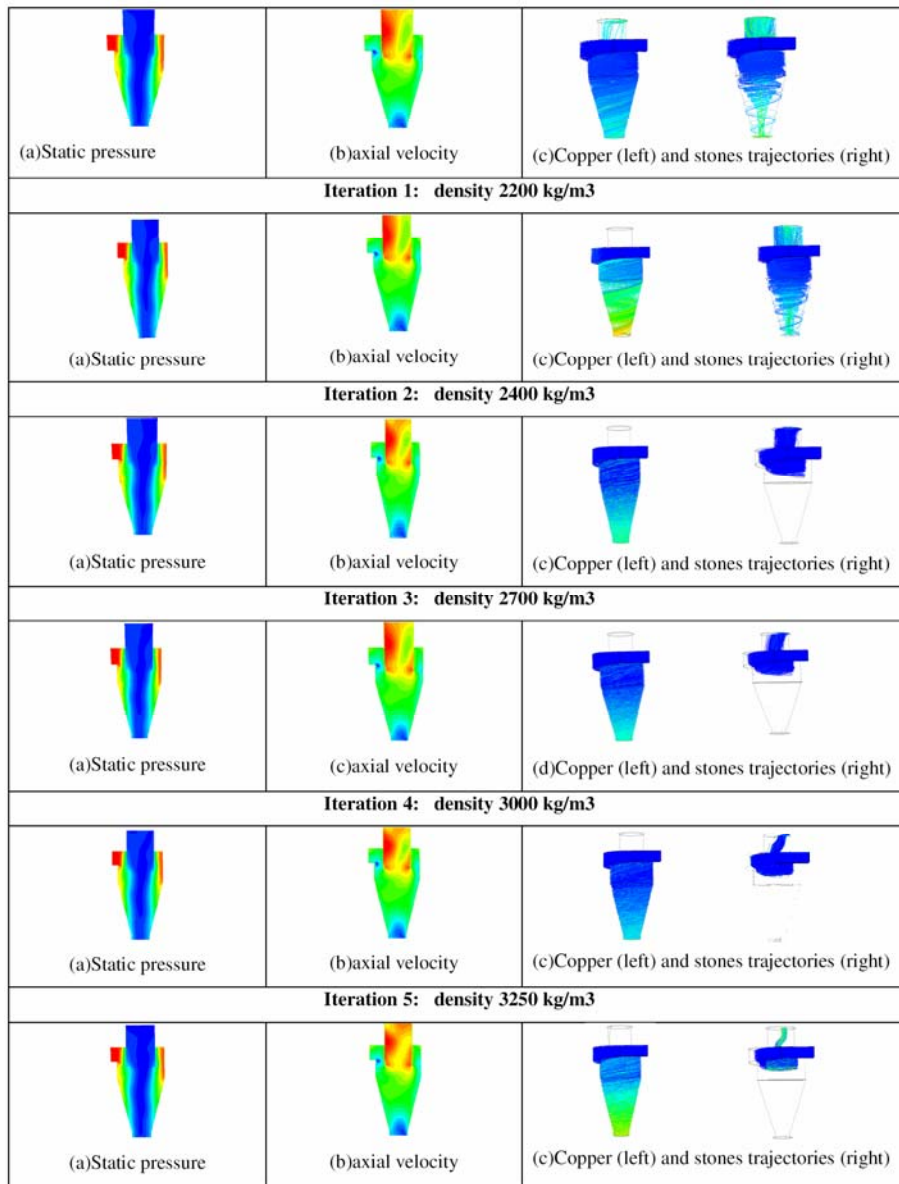 (a)Static pressure
(b)axial velocity
(c)Copper (left) and stones trajectories (right)
Iteration 1: density 2200 kg/m3
(a)Static pressure
(b)axial velocity
(c)Copper (left) and stones trajectories (right)
Iteration 2: density 2400 kg/m3
(a)Static pressure
(b)axial velocity
(c)Copper (left) and stones trajectories (right)
Iteration 3: density 2700 kg/m3
(a)Static pressure
(c)axial velocity
(d)Copper (left) and stones trajectories (right)
Iteration 4: density 3000 kg/m3
(a)Static pressure
(b)axial velocity
(c)Copper (left) and stones trajectories (right)
Iteration 5: density 3250 kg/m3
(a)Static pressure
(b)axial velocity
(c)Copper (left) and stones trajectories (right)